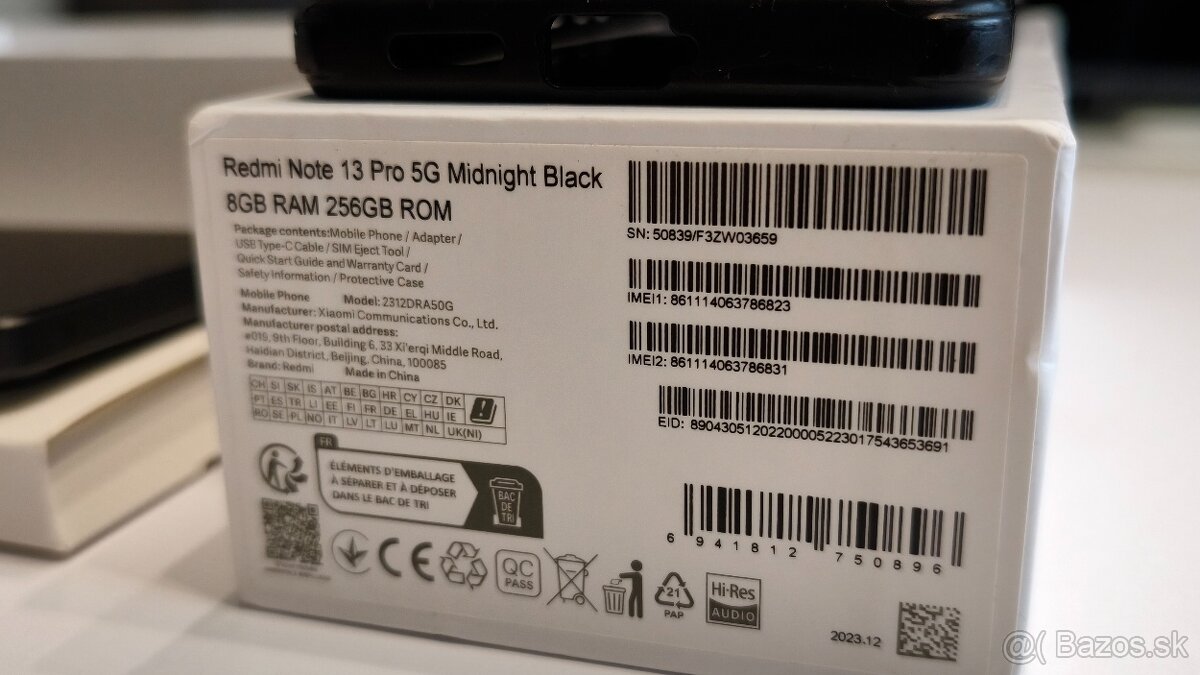 Redmi Note 13 Pro 5G Midnight Black
8GB RAM 256GB ROM
Package contents:Mobile Phone / Adapter /
USB Type-C Cable / SIM Eject Tool /
Quick Start Guide and Warranty Card /
Safety Information / Protective Case
Mobile Phone Model: 2312DRA50G
Manufacturer: Xiaomi Communications Co., Ltd.
Manufacturer postal address:
#019, 9th Floor, Building 6, 33 Xi'erqi Middle Road,
Haidian District, Beijing, China, 100085
Brand: Redmi Made in China
CH SI SK IS AT BE BG HR CY CZ DK
PT ES TR LI EE FI FR DE EL HU IE
RO SE PL NO IT LV LT LU MT NL UK(NI)
FR
ÉLÉMENTS D'EMBALLAGE
À SÉPARER ET À DÉPOSER
DANS LE BAC DE TRI
BAC
DE
TRI
CE
QC
PASS
21
PAP
Hi-Res
AUDIO
SN: 50839/F3ZW03659
IMEI1: 861114063786823
IMEI2: 861114063786831
EID: 89043051202200005223017543653691
6 941812 750896
2023.12
@( Bazos.sk